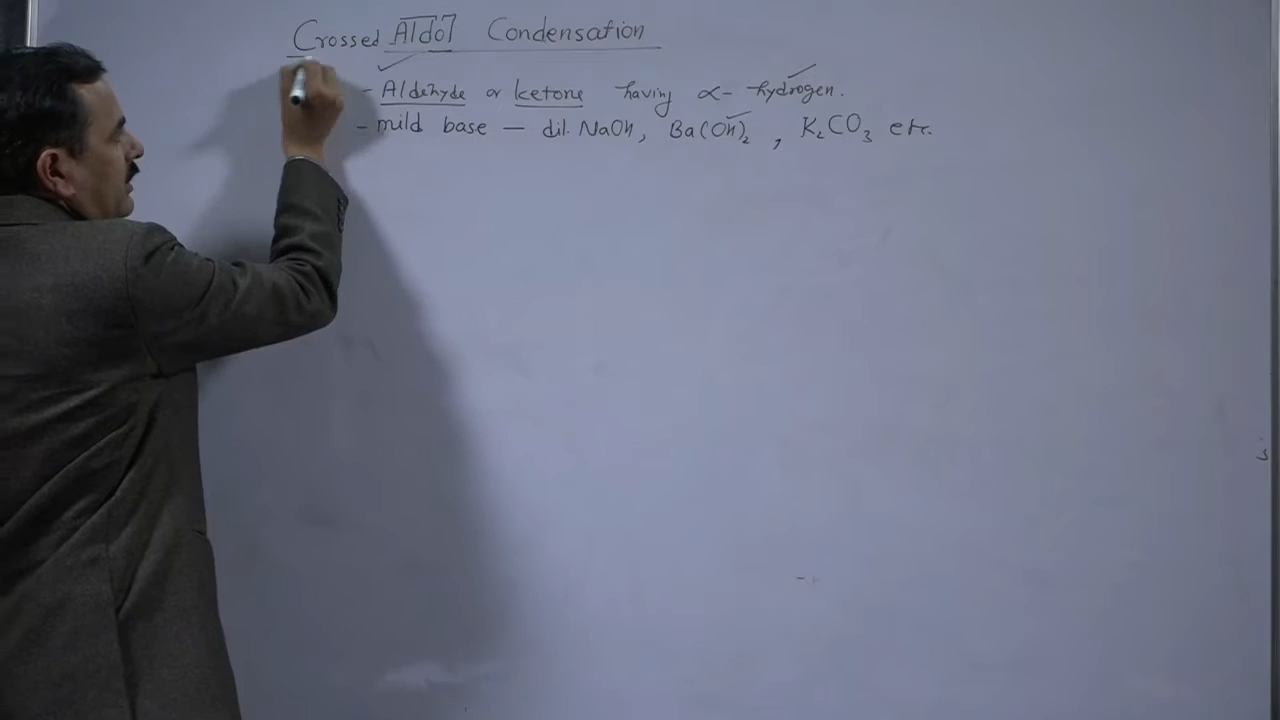 Crossed Aldol Condensation
- Aldehyde or ketone having α- hydrogen.
- mild base — dil. NaOH, Ba(OH)₂, K₂CO₃ etc.